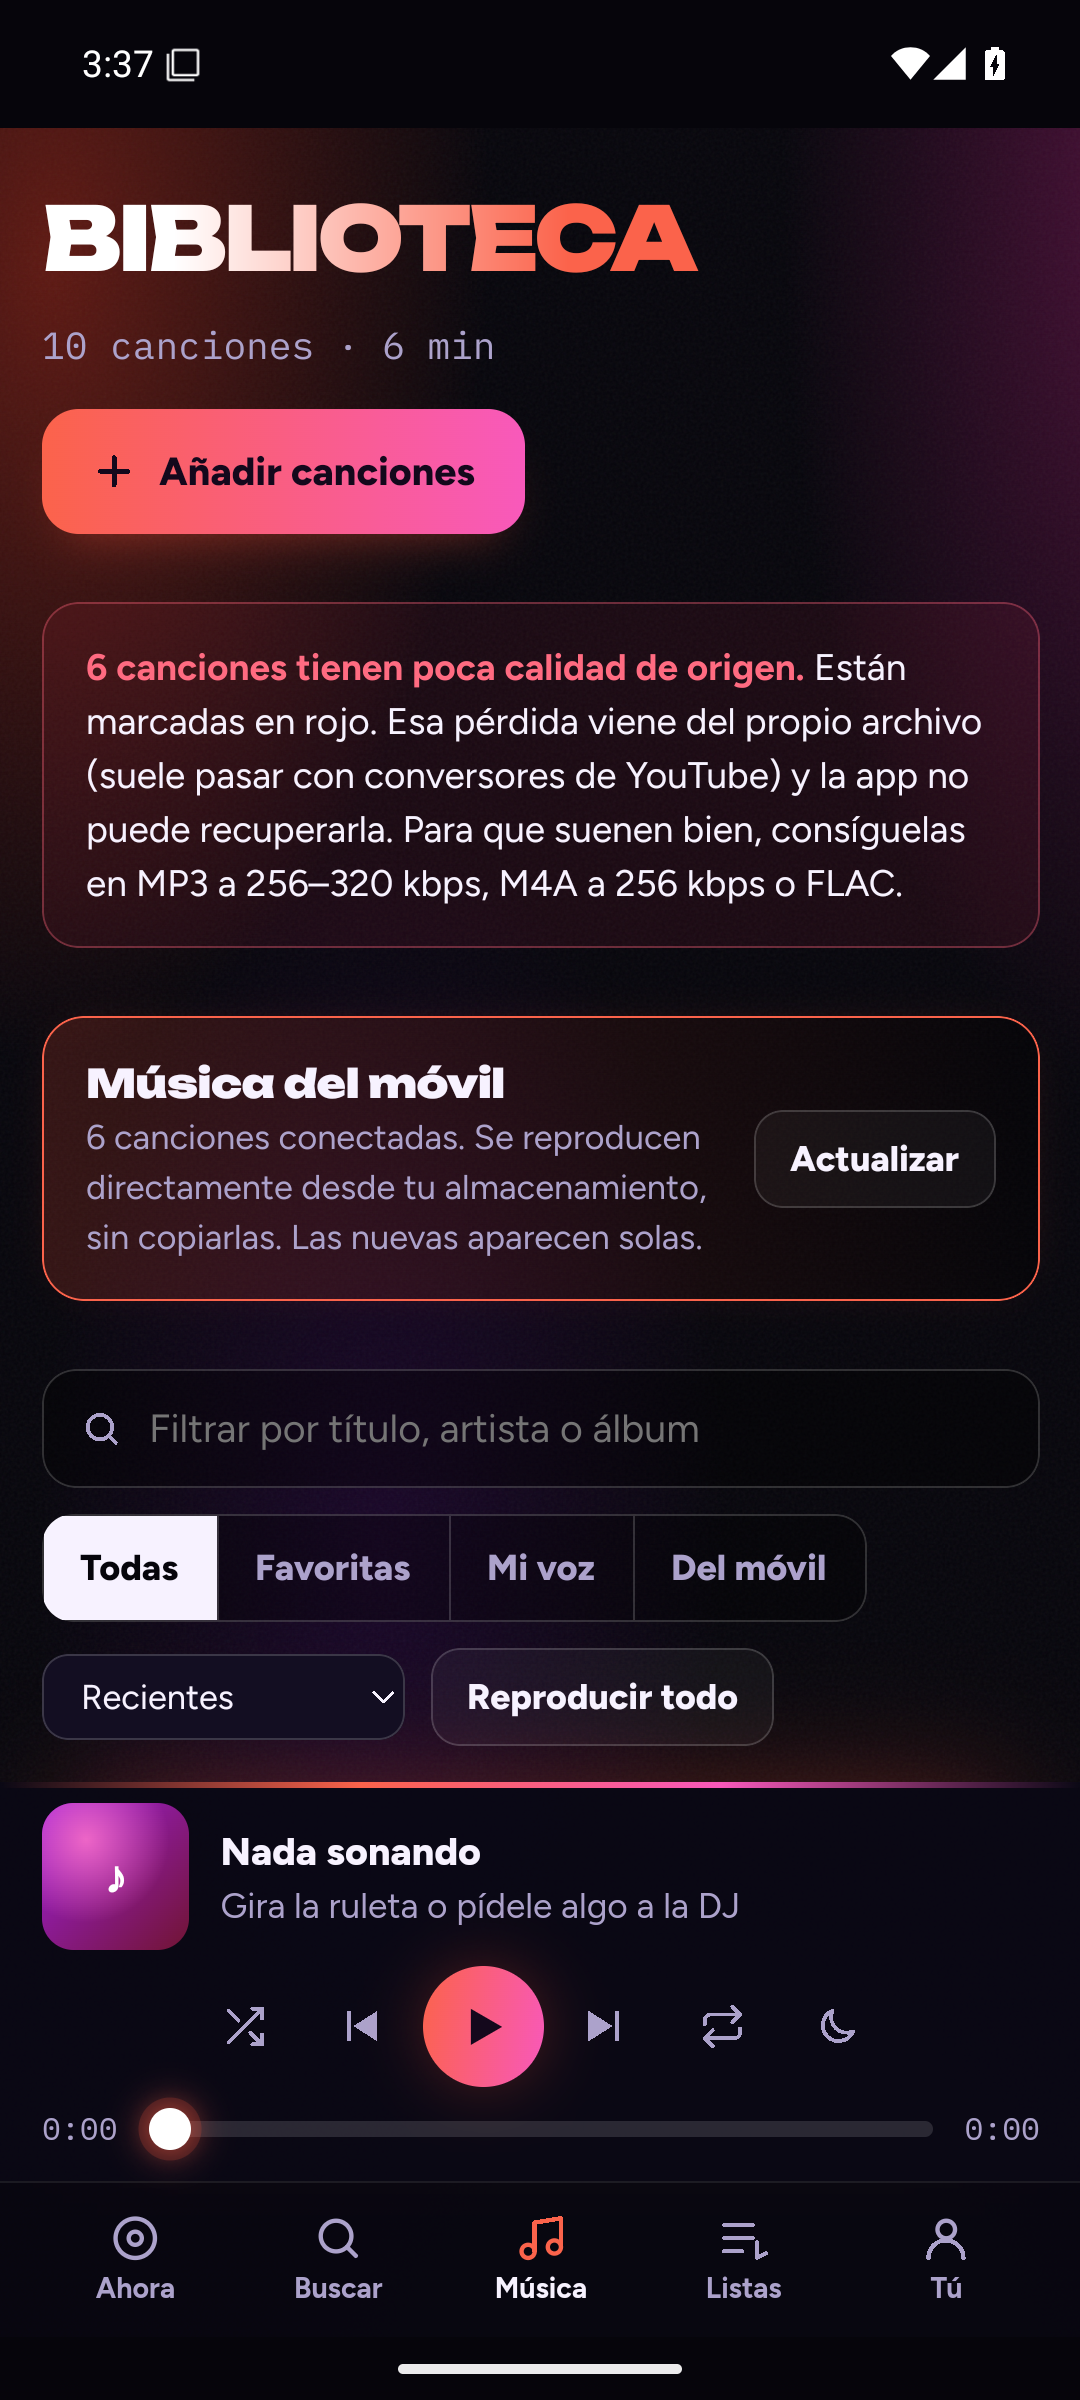 3:37
BIBLIOTECA
10 canciones · 6 min
+ Añadir canciones
6 canciones tienen poca calidad de origen. Están
marcadas en rojo. Esa pérdida viene del propio archivo
(suele pasar con conversores de YouTube) y la app no
puede recuperarla. Para que suenen bien, consíguelas
en MP3 a 256–320 kbps, M4A a 256 kbps o FLAC.
Música del móvil
6 canciones conectadas. Se reproducen
directamente desde tu almacenamiento,
sin copiarlas. Las nuevas aparecen solas.
Actualizar
Filtrar por título, artista o álbum
Todas Favoritas Mi voz Del móvil
Recientes Reproducir todo
Nada sonando
Gira la ruleta o pídele algo a la DJ
0:00 0:00
Ahora Buscar Música Listas Tú